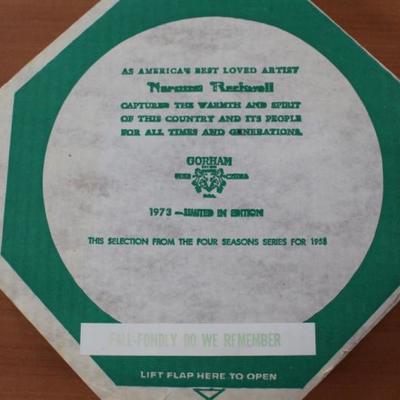 AS AMERICA'S BEST LOVED ARTIST
Norman Rockwell
CAPTURED THE WARMTH AND SPIRIT
OF THIS COUNTRY AND ITS PEOPLE
FOR ALL TIMES AND GENERATIONS.
GORHAM
FINE CHINA
U.S.A.
1973 —LIMITED IN EDITION
THIS SELECTION FROM THE FOUR SEASONS SERIES FOR 1958
FALL-FONDLY DO WE REMEMBER
LIFT FLAP HERE TO OPEN